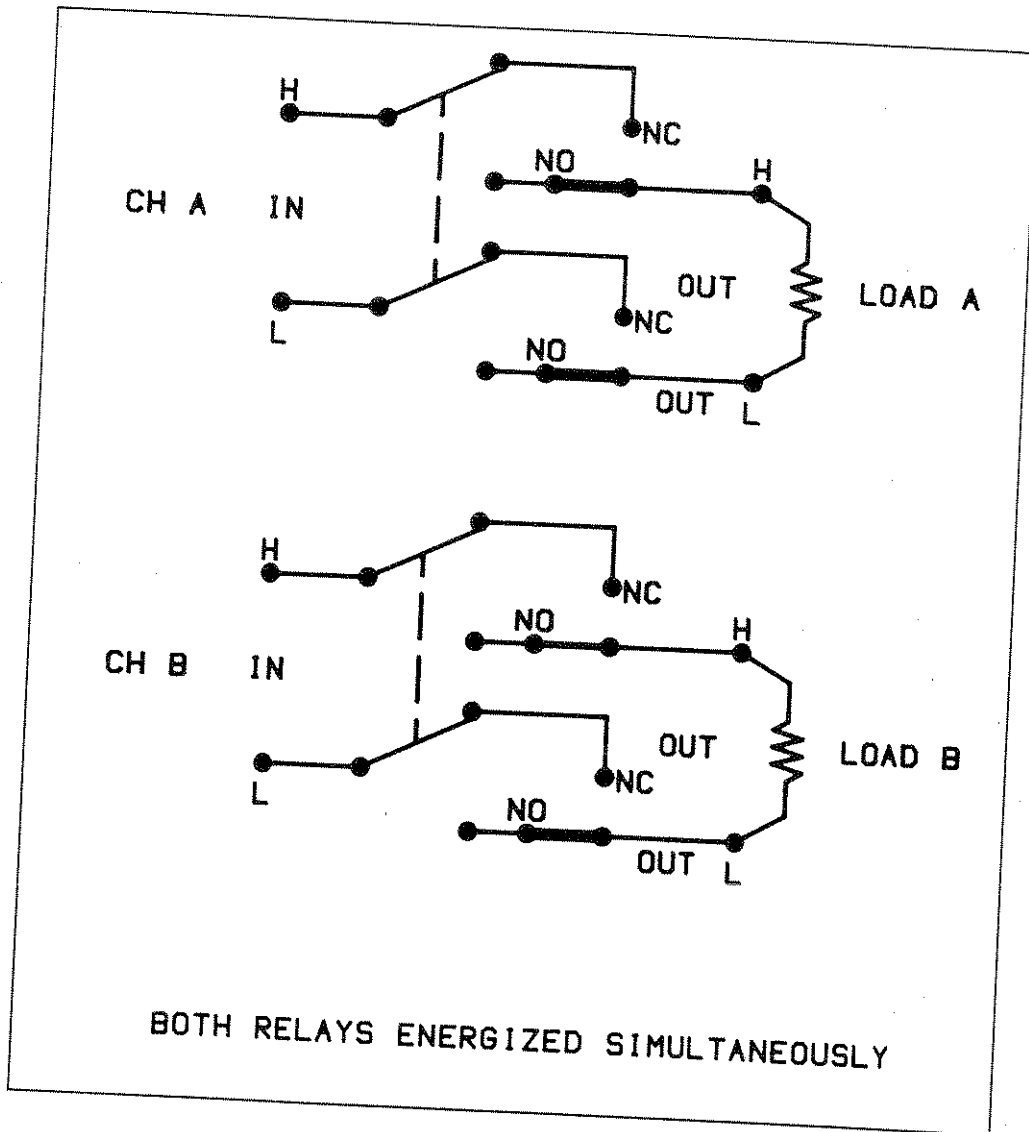 H
NC
NO
H
CH A IN
OUT
LOAD A
L
NC
NO
OUT L
H
NC
NO
H
CH B IN
OUT
LOAD B
L
NC
NO
OUT L
BOTH RELAYS ENERGIZED SIMULTANEOUSLY